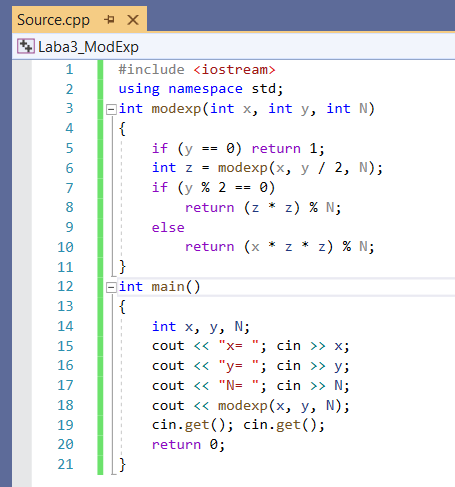 Source.cpp
Laba3_ModExp
1 #include <iostream>
2 using namespace std;
3 int modexp(int x, int y, int N)
4 {
5 if (y == 0) return 1;
6 int z = modexp(x, y / 2, N);
7 if (y % 2 == 0)
8 return (z * z) % N;
9 else
10 return (x * z * z) % N;
11 }
12 int main()
13 {
14 int x, y, N;
15 cout << "x= "; cin >> x;
16 cout << "y= "; cin >> y;
17 cout << "N= "; cin >> N;
18 cout << modexp(x, y, N);
19 cin.get(); cin.get();
20 return 0;
21 }